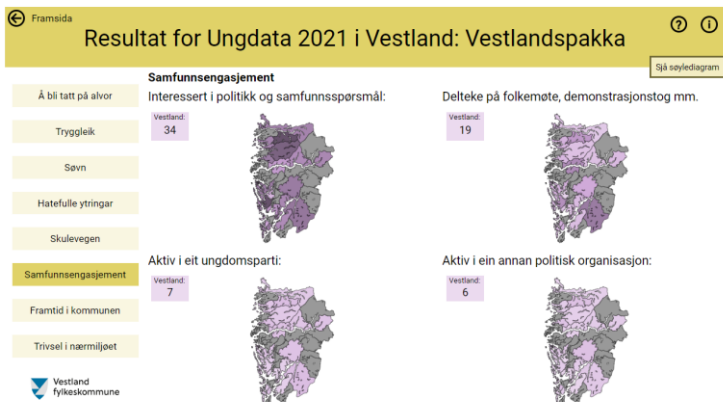 Framsida
Resultat for Ungdata 2021 i Vestland: Vestlandspakka
Sjå søylediagram
Samfunnsengasjement
Å bli tatt på alvor
Tryggleik
Søvn
Hatefulle ytringar
Skulevegen
Samfunnsengasjement
Framtid i kommunen
Trivsel i nærmiljøet
Vestland
fylkeskommune
Interessert i politikk og samfunnsspørsmål:
Vestland:
34
Delteke på folkemøte, demonstrasjonstog mm.
Vestland:
19
Aktiv i eit ungdomsparti:
Vestland:
7
Aktiv i ein annan politisk organisasjon:
Vestland:
6